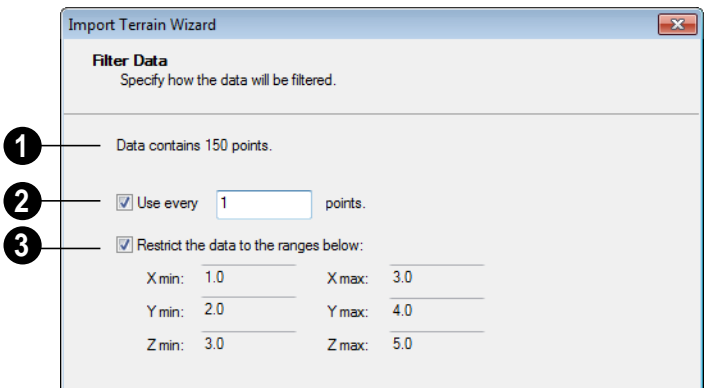 Import Terrain Wizard
Filter Data
Specify how the data will be filtered.
1 Data contains 150 points.
2 Use every 1 points.
3 Restrict the data to the ranges below:
X min: 1.0 X max: 3.0
Y min: 2.0 Y max: 4.0
Z min: 3.0 Z max: 5.0